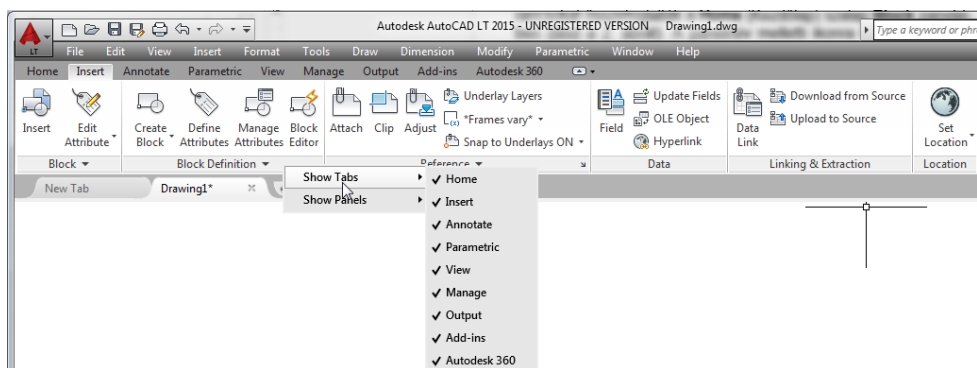 Autodesk AutoCAD LT 2015 - UNREGISTERED VERSION Drawing1.dwg
Type a keyword or phr
LT
File Edit View Insert Format Tools Draw Dimension Modify Parametric Window Help
Home Insert Annotate Parametric View Manage Output Add-ins Autodesk 360
Insert
Edit Attribute
Create Block
Define Attributes
Manage Attributes
Block Editor
Attach
Clip
Adjust
Underlay Layers
*Frames vary*
Snap to Underlays ON
Field
Update Fields
OLE Object
Hyperlink
Data Link
Download from Source
Upload to Source
Set Location
Block
Block Definition
Reference
Data
Linking & Extraction
Location
New Tab
Drawing1*
Show Tabs
Show Panels
Home
Insert
Annotate
Parametric
View
Manage
Output
Add-ins
Autodesk 360